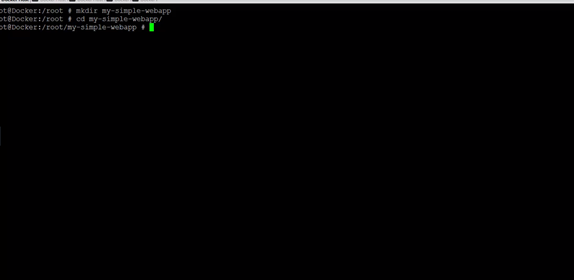 ot@Docker:/root # mkdir my-simple-webapp
ot@Docker:/root # cd my-simple-webapp/
ot@Docker:/root/my-simple-webapp #